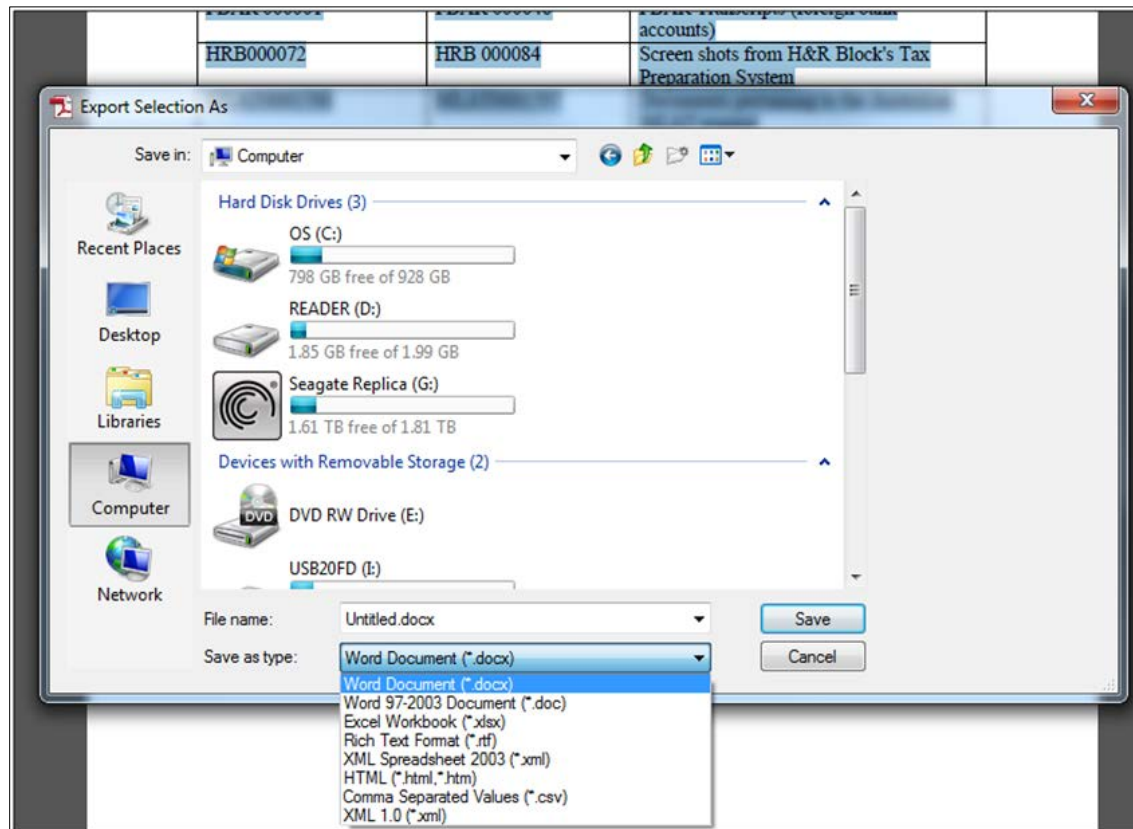 accounts)
HRB000072 HRB 000084 Screen shots from H&R Block's Tax
Preparation System
Export Selection As
Save in: Computer
Recent Places
Desktop
Libraries
Computer
Network
Hard Disk Drives (3)
OS (C:)
798 GB free of 928 GB
READER (D:)
1.85 GB free of 1.99 GB
Seagate Replica (G:)
1.61 TB free of 1.81 TB
Devices with Removable Storage (2)
DVD
DVD RW Drive (E:)
USB20FD (I:)
File name: Untitled.docx Save
Save as type: Word Document (*.docx) Cancel
Word Document (*.docx)
Word 97-2003 Document (*.doc)
Excel Workbook (*.xlsx)
Rich Text Format (*.rtf)
XML Spreadsheet 2003 (*.xml)
HTML (*.html,*.htm)
Comma Separated Values (*.csv)
XML 1.0 (*.xml)